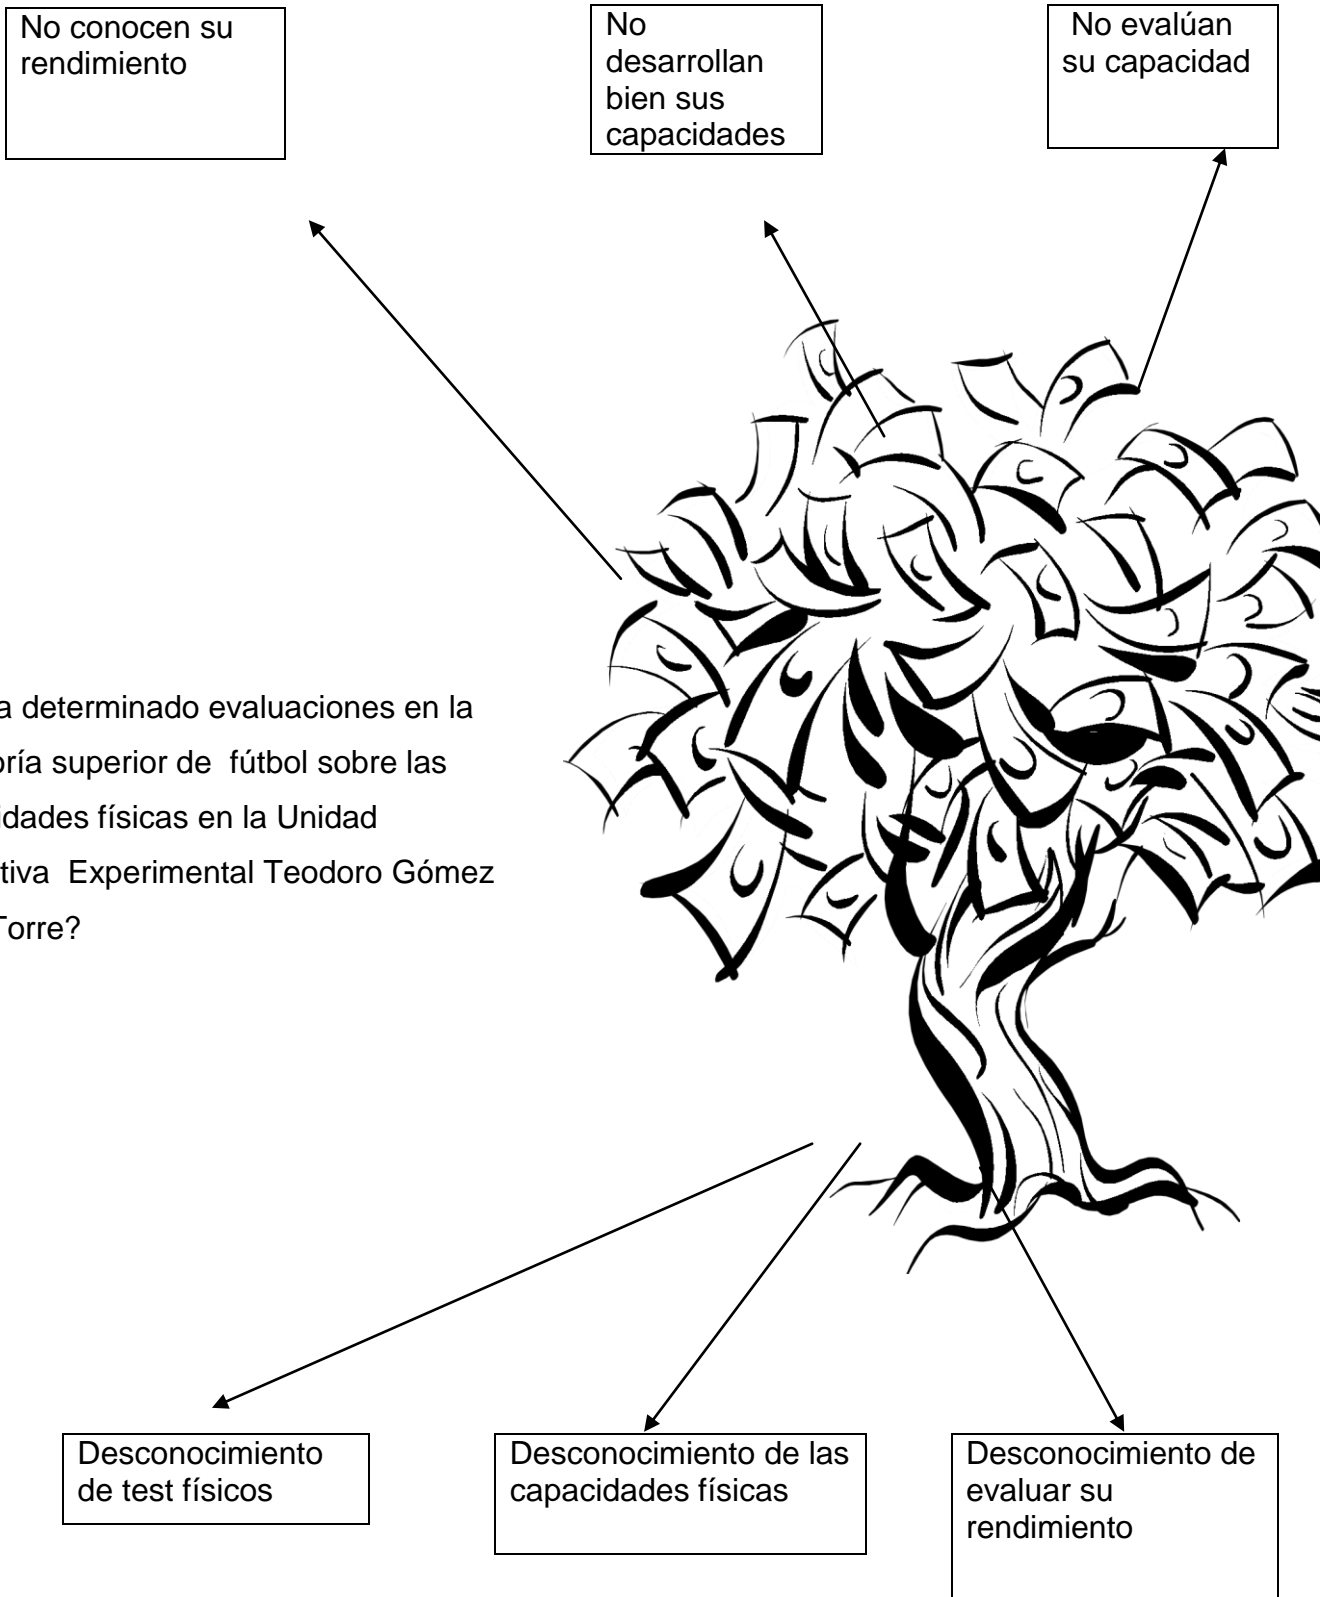 No conocen su
rendimiento
No
desarrollan
bien sus
capacidades
No evalúan
su capacidad
a determinado evaluaciones en la
oría superior de fútbol sobre las
idades físicas en la Unidad
tiva Experimental Teodoro Gómez
Torre?
Desconocimiento
de test físicos
Desconocimiento de las
capacidades físicas
Desconocimiento de
evaluar su
rendimiento